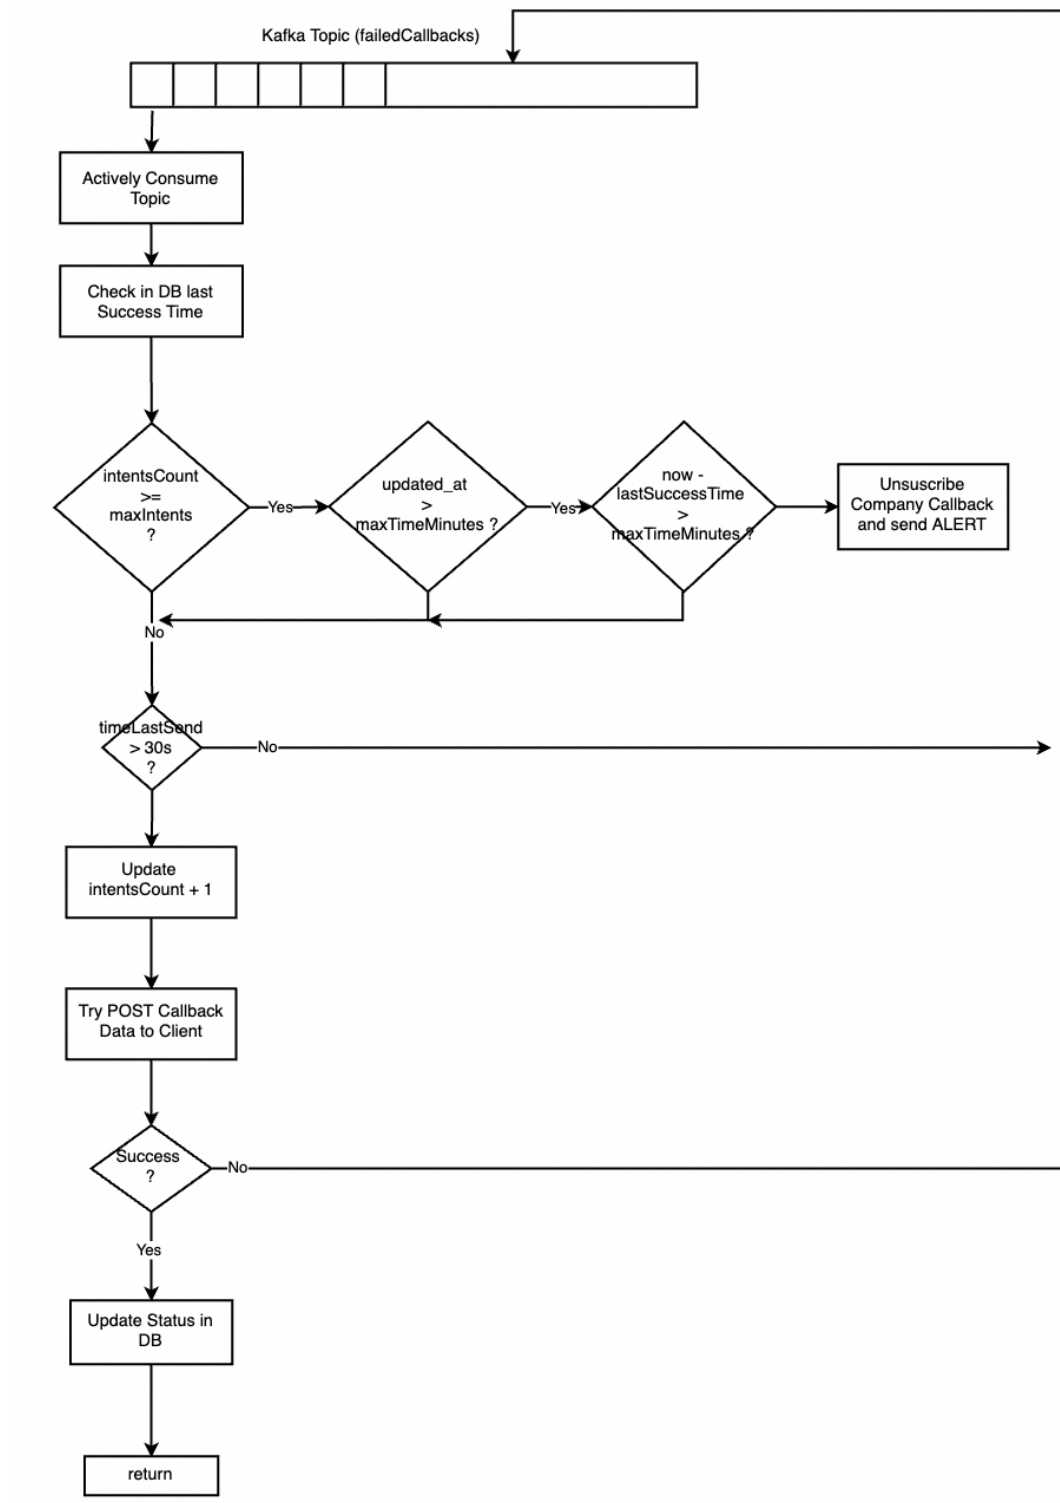 Kafka Topic (failedCallbacks)
Actively Consume
Topic
Check in DB last
Success Time
intentsCount
>=
maxIntents
?
Yes
updated_at
>
maxTimeMinutes ?
Yes
now -
lastSuccessTime
>
maxTimeMinutes ?
Unsuscribe
Company Callback
and send ALERT
No
timeLastSend
> 30s
?
No
Update
intentsCount + 1
Try POST Callback
Data to Client
Success
?
No
Yes
Update Status in
DB
return